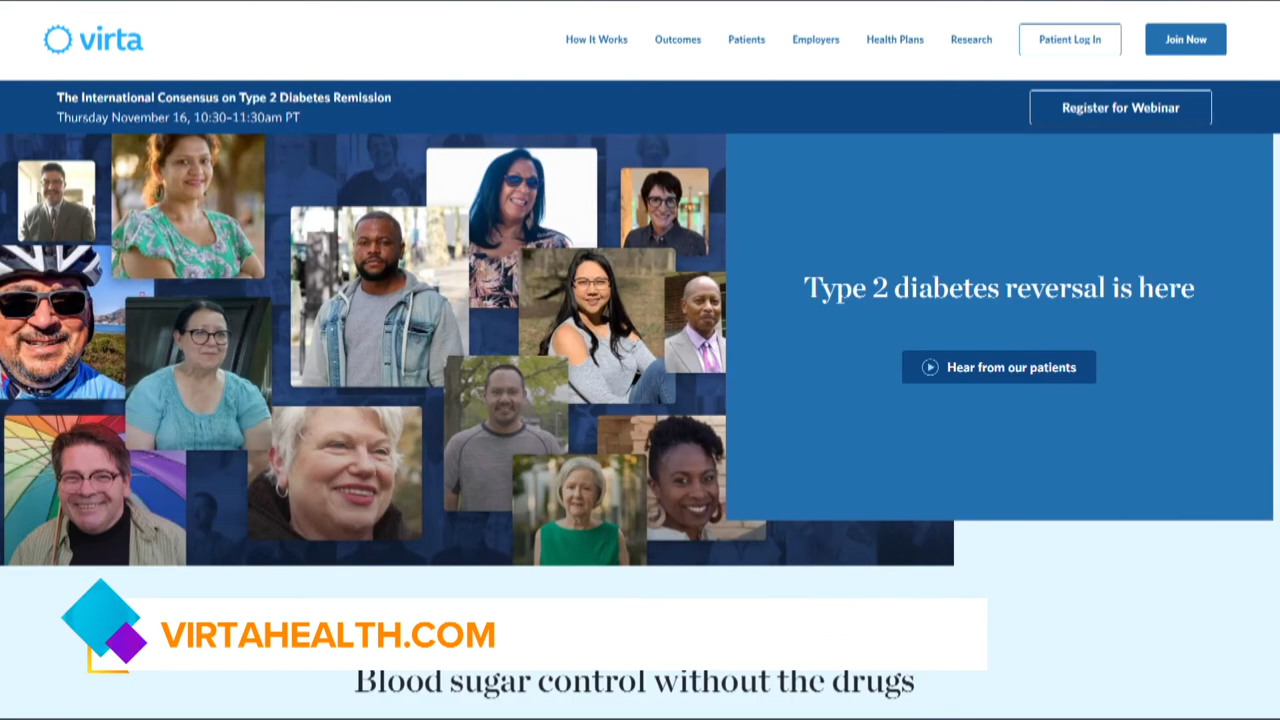 virta
How It Works
Outcomes
Patients
Employers
Health Plans
Research
Patient Log In
Join Now
The International Consensus on Type 2 Diabetes Remission
Thursday November 16, 10:30–11:30am PT
Register for Webinar
Type 2 diabetes reversal is here
Hear from our patients
VIRTAHEALTH.COM
Blood sugar control without the drugs